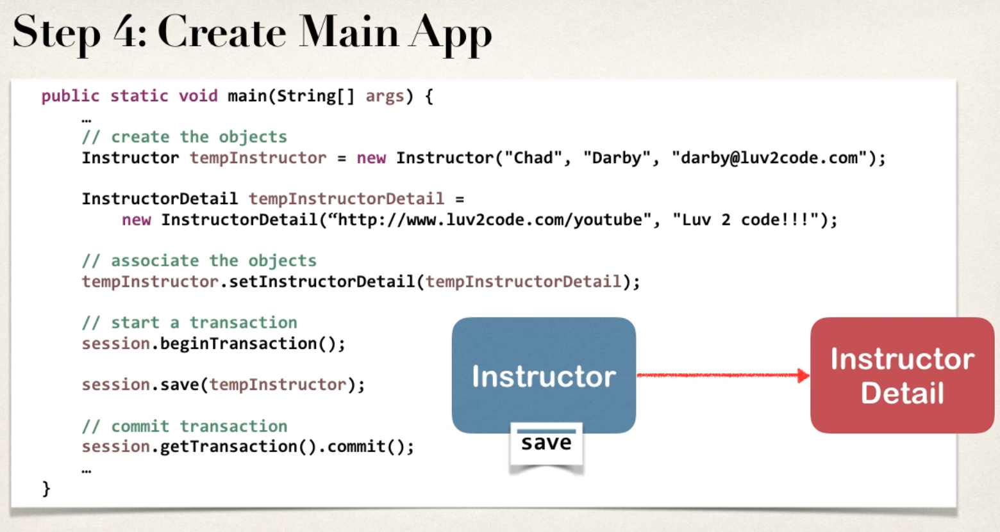 Step 4: Create Main App
public static void main(String[] args) {
…
// create the objects
Instructor tempInstructor = new Instructor("Chad", "Darby", "darby@luv2code.com");
InstructorDetail tempInstructorDetail =
new InstructorDetail(“http://www.luv2code.com/youtube", "Luv 2 code!!!");
// associate the objects
tempInstructor.setInstructorDetail(tempInstructorDetail);
// start a transaction
session.beginTransaction();
session.save(tempInstructor);
// commit transaction
session.getTransaction().commit();
…
}
Instructor
save
Instructor
Detail